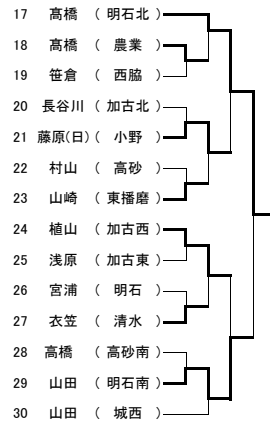 17 高橋 （ 明石北 ）
18 高橋 （ 農業 ）
19 笹倉 （ 西脇 ）
20 長谷川 （ 加古北 ）
21 藤原(日) （ 小野 ）
22 村山 （ 高砂 ）
23 山崎 （ 東播磨 ）
24 植山 （ 加古西 ）
25 浅原 （ 加古東 ）
26 宮浦 （ 明石 ）
27 衣笠 （ 清水 ）
28 高橋 （ 高砂南 ）
29 山田 （ 明石南 ）
30 山田 （ 城西 ）